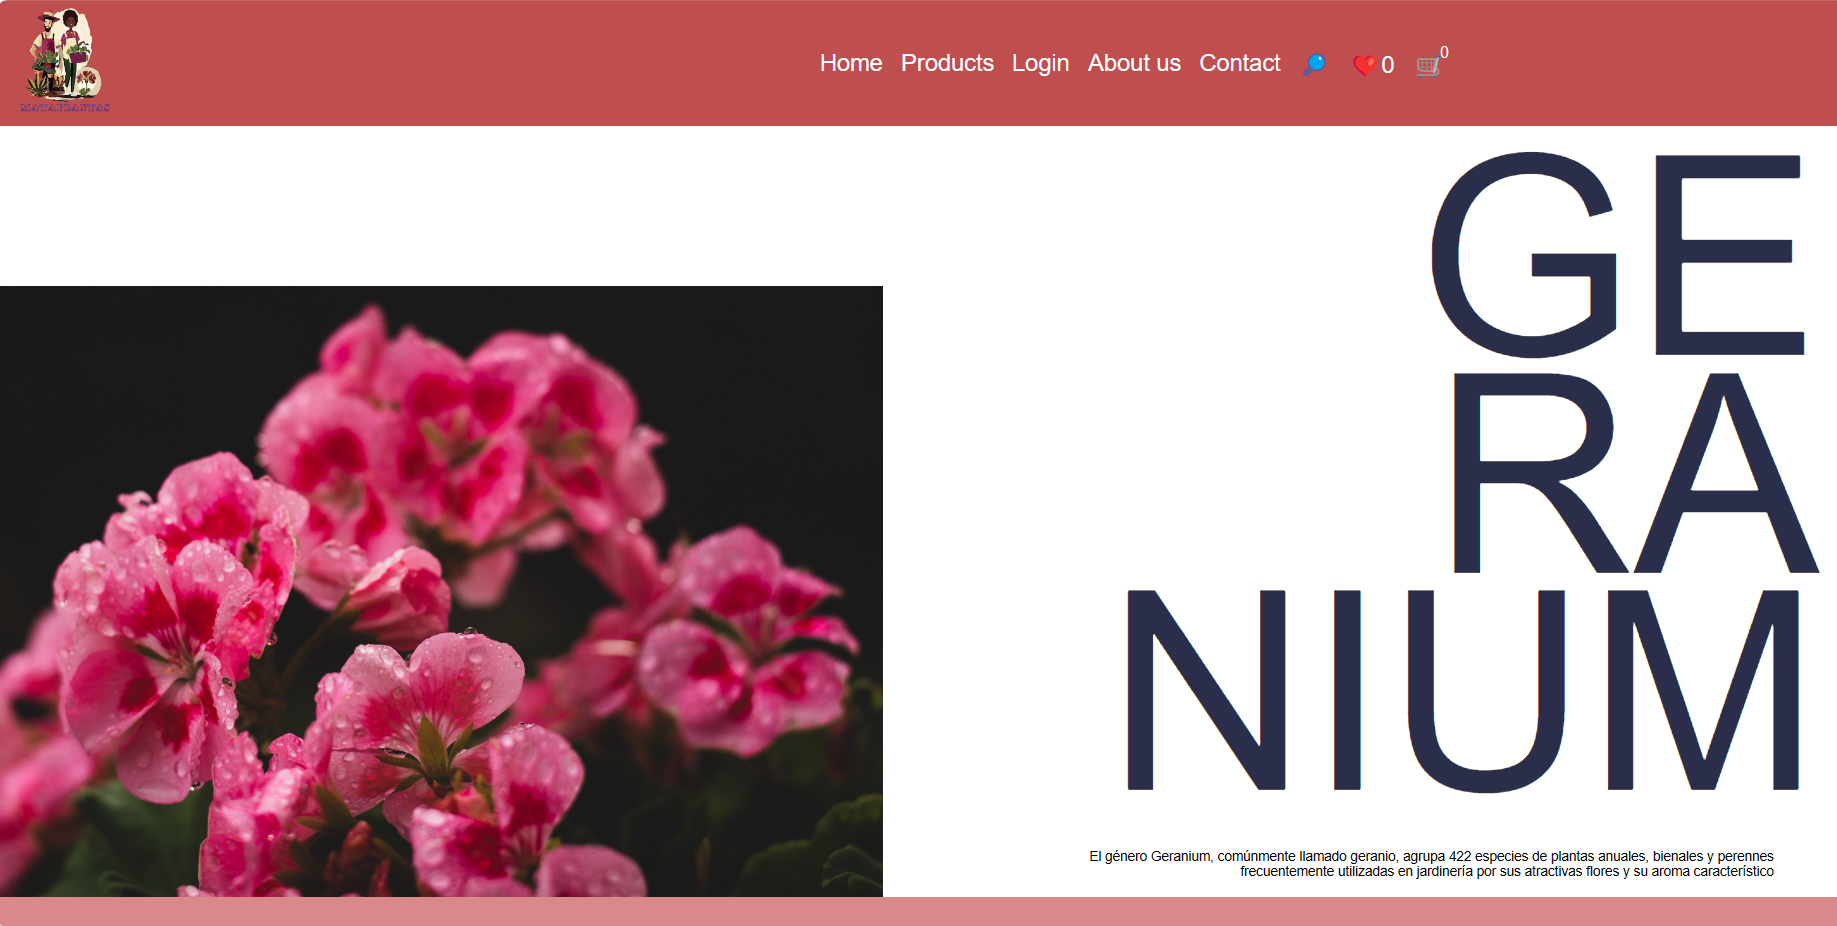 MATAPLANTAS
Home Products Login About us Contact 0 0
GE
RA
NIUM
El género Geranium, comúnmente llamado geranio, agrupa 422 especies de plantas anuales, bienales y perennes
frecuentemente utilizadas en jardinería por sus atractivas flores y su aroma característico